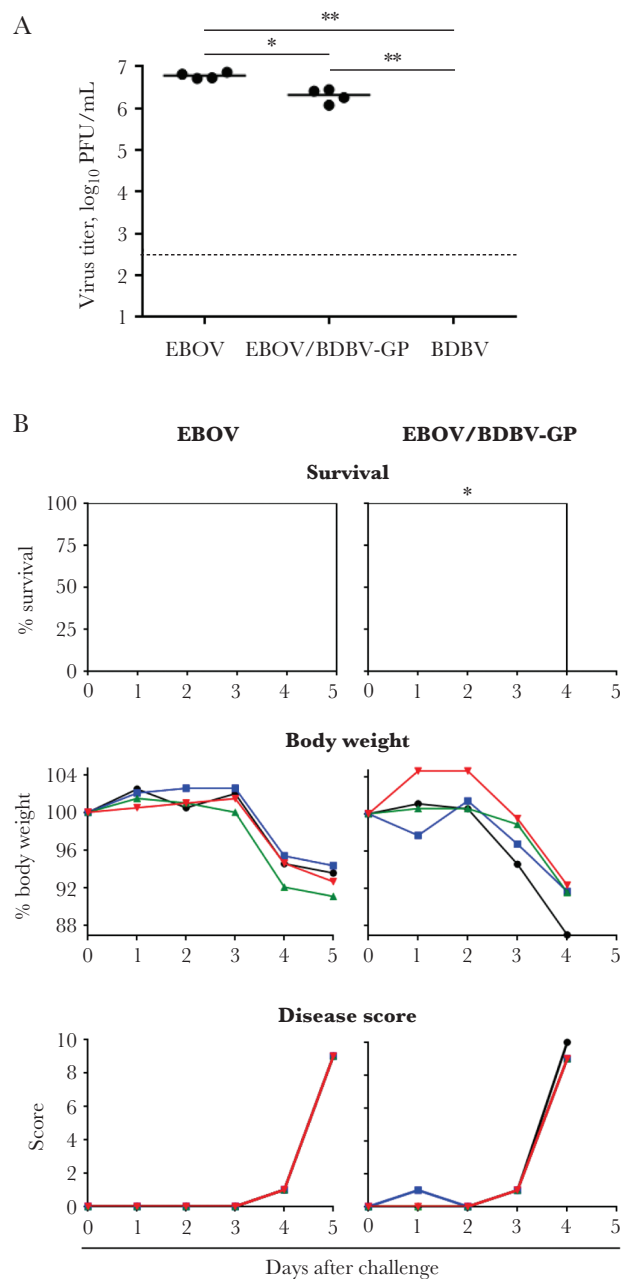 A
**
*
**
Virus titer, log10 PFU/mL
7
6
5
4
3
2
1
EBOV EBOV/BDBV-GP BDBV
B
EBOV EBOV/BDBV-GP
Survival
*
% survival
100
75
50
25
0
0 1 2 3 4 5 0 1 2 3 4 5
Body weight
% body weight
104
100
96
92
88
0 1 2 3 4 5 0 1 2 3 4 5
Disease score
Score
10
8
6
4
2
0
0 1 2 3 4 5 0 1 2 3 4 5
Days after challenge